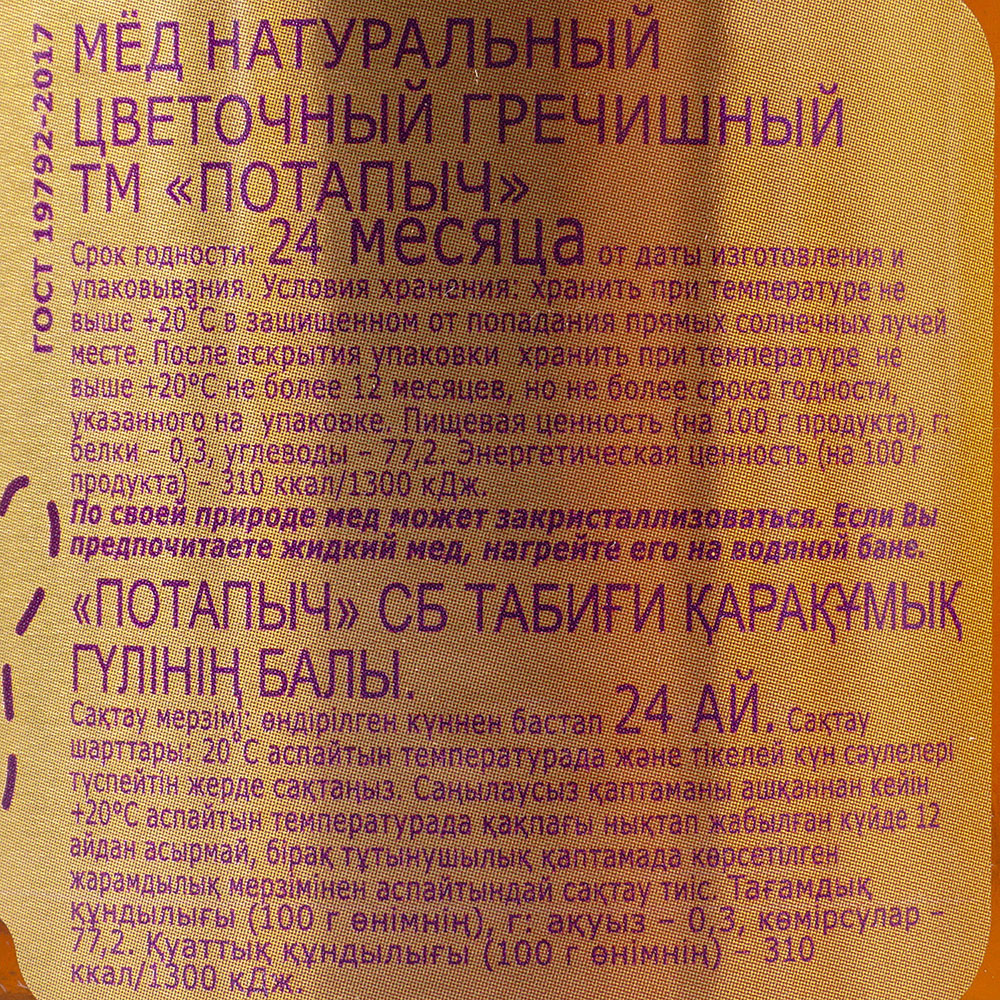 ГОСТ 19792-2017
МЁД НАТУРАЛЬНЫЙ
ЦВЕТОЧНЫЙ ГРЕЧИШНЫЙ
ТМ «ПОТАПЫЧ»
Срок годности: 24 месяца от даты изготовления и
упаковывания. Условия хранения: хранить при температуре не
выше +20°С в защищенном от попадания прямых солнечных лучей
месте. После вскрытия упаковки хранить при температуре не
выше +20ºС не более 12 месяцев, но не более срока годности,
указанного на упаковке. Пищевая ценность (на 100 г продукта), г:
белки – 0,3, углеводы – 77,2. Энергетическая ценность (на 100 г
продукта) – 310 ккал/1300 кДж.
По своей природе мед может закристаллизоваться. Если Вы
предпочитаете жидкий мед, нагрейте его на водяной бане.
«ПОТАПЫЧ» СБ ТАБИҒИ ҚАРАҚҰМЫҚ
ГҮЛІНІҢ БАЛЫ.
Сақтау мерзімі: өндірілген күннен бастап 24 АЙ. Сақтау
шарттары: 20°С аспайтын температурада және тікелей күн сәулелері
түспейтін жерде сақтаңыз. Саңылаусыз қаптаманы ашқаннан кейін
+20ºС аспайтын температурада қақпағы нықтап жабылған күйде 12
айдан асырмай, бірақ тұтынушылық қаптамада көрсетілген
жарамдылық мерзімінен аспайтындай сақтау тиіс. Тағамдық
құндылығы (100 г өнімнің), г: ақуыз – 0,3, көмірсулар –
77,2. Қуаттық құндылығы (100 г өнімнің) – 310
ккал/1300 кДж.